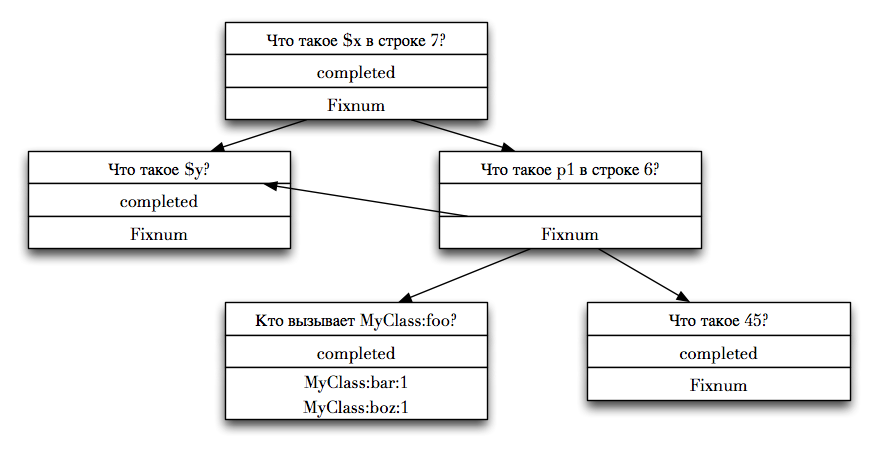 Что такое $x в строке 7?
completed
Fixnum
Что такое $y?
completed
Fixnum
Что такое p1 в строке 6?
Fixnum
Кто вызывает MyClass:foo?
completed
MyClass:bar:1
MyClass:boz:1
Что такое 45?
completed
Fixnum